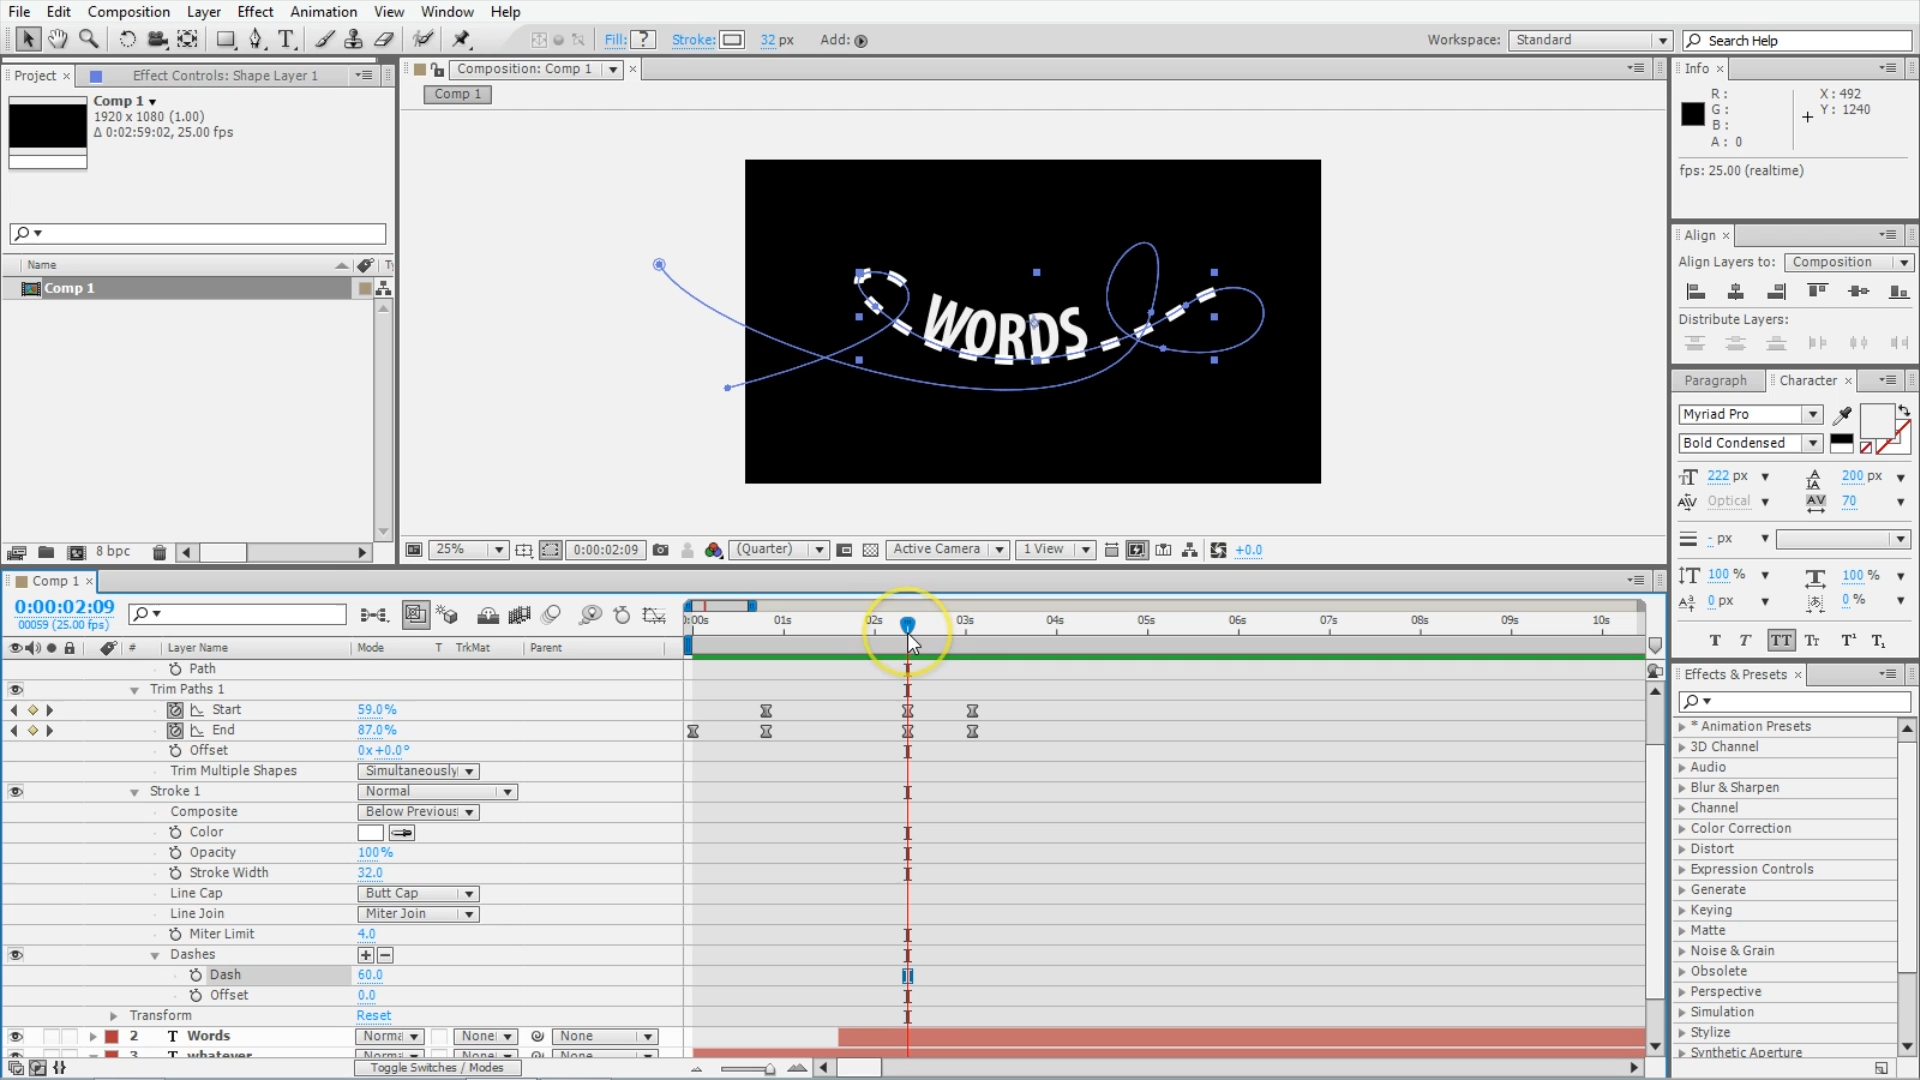 File Edit Composition Layer Effect Animation View Window Help
Fill: ? Stroke: 32 px Add: Workspace: Standard Search Help
Project × Effect Controls: Shape Layer 1
Comp 1
1920 x 1080 (1.00)
Δ 0:02:59:02, 25.00 fps
Name
Comp 1
8 bpc
Composition: Comp 1 ×
Comp 1
WORDS
25% 0:00:02:09 (Quarter) Active Camera 1 View +0.0
Info ×
R: X: 492
G: Y: 1240
B:
A: 0
fps: 25.00 (realtime)
Align ×
Align Layers to: Composition
Distribute Layers:
Paragraph Character ×
Myriad Pro
Bold Condensed
222 px 200 px
Optical 70
- px
100 % 100 %
0 px 0 %
T T TT Tt T¹ T₁
Effects & Presets ×
* Animation Presets
3D Channel
Audio
Blur & Sharpen
Channel
Color Correction
Distort
Expression Controls
Generate
Keying
Matte
Noise & Grain
Obsolete
Perspective
Simulation
Stylize
Synthetic Aperture
Comp 1 ×
0:00:02:09
00059 (25.00 fps)
0:00s 01s 02s 03s 04s 05s 06s 07s 08s 09s 10s
# Layer Name Mode T TrkMat Parent
Path
Trim Paths 1
Start 59.0%
End 87.0%
Offset 0x+0.0°
Trim Multiple Shapes Simultaneously
Stroke 1 Normal
Composite Below Previous
Color
Opacity 100%
Stroke Width 32.0
Line Cap Butt Cap
Line Join Miter Join
Miter Limit 4.0
Dashes + −
Dash 60.0
Offset 0.0
Transform Reset
2 T Words Norma None None
3 whatever Norma None None
Toggle Switches / Modes